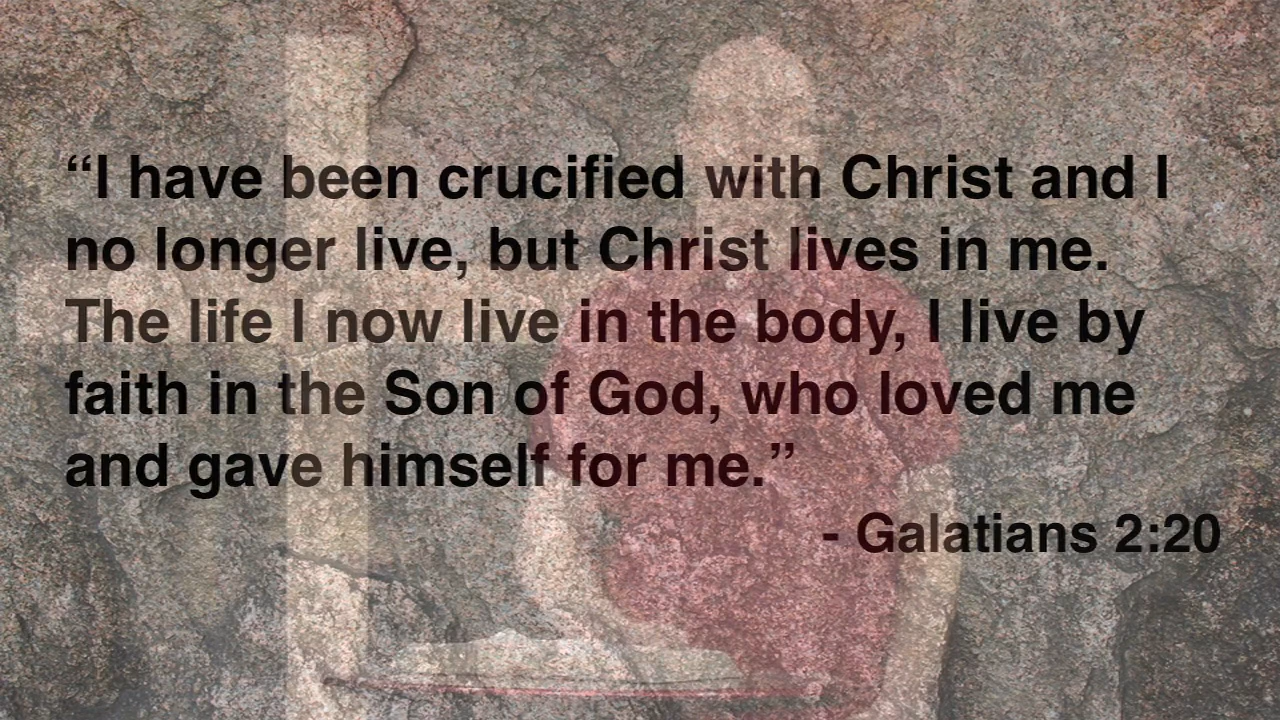 “I have been crucified with Christ and I
no longer live, but Christ lives in me.
The life I now live in the body, I live by
faith in the Son of God, who loved me
and gave himself for me.”
- Galatians 2:20